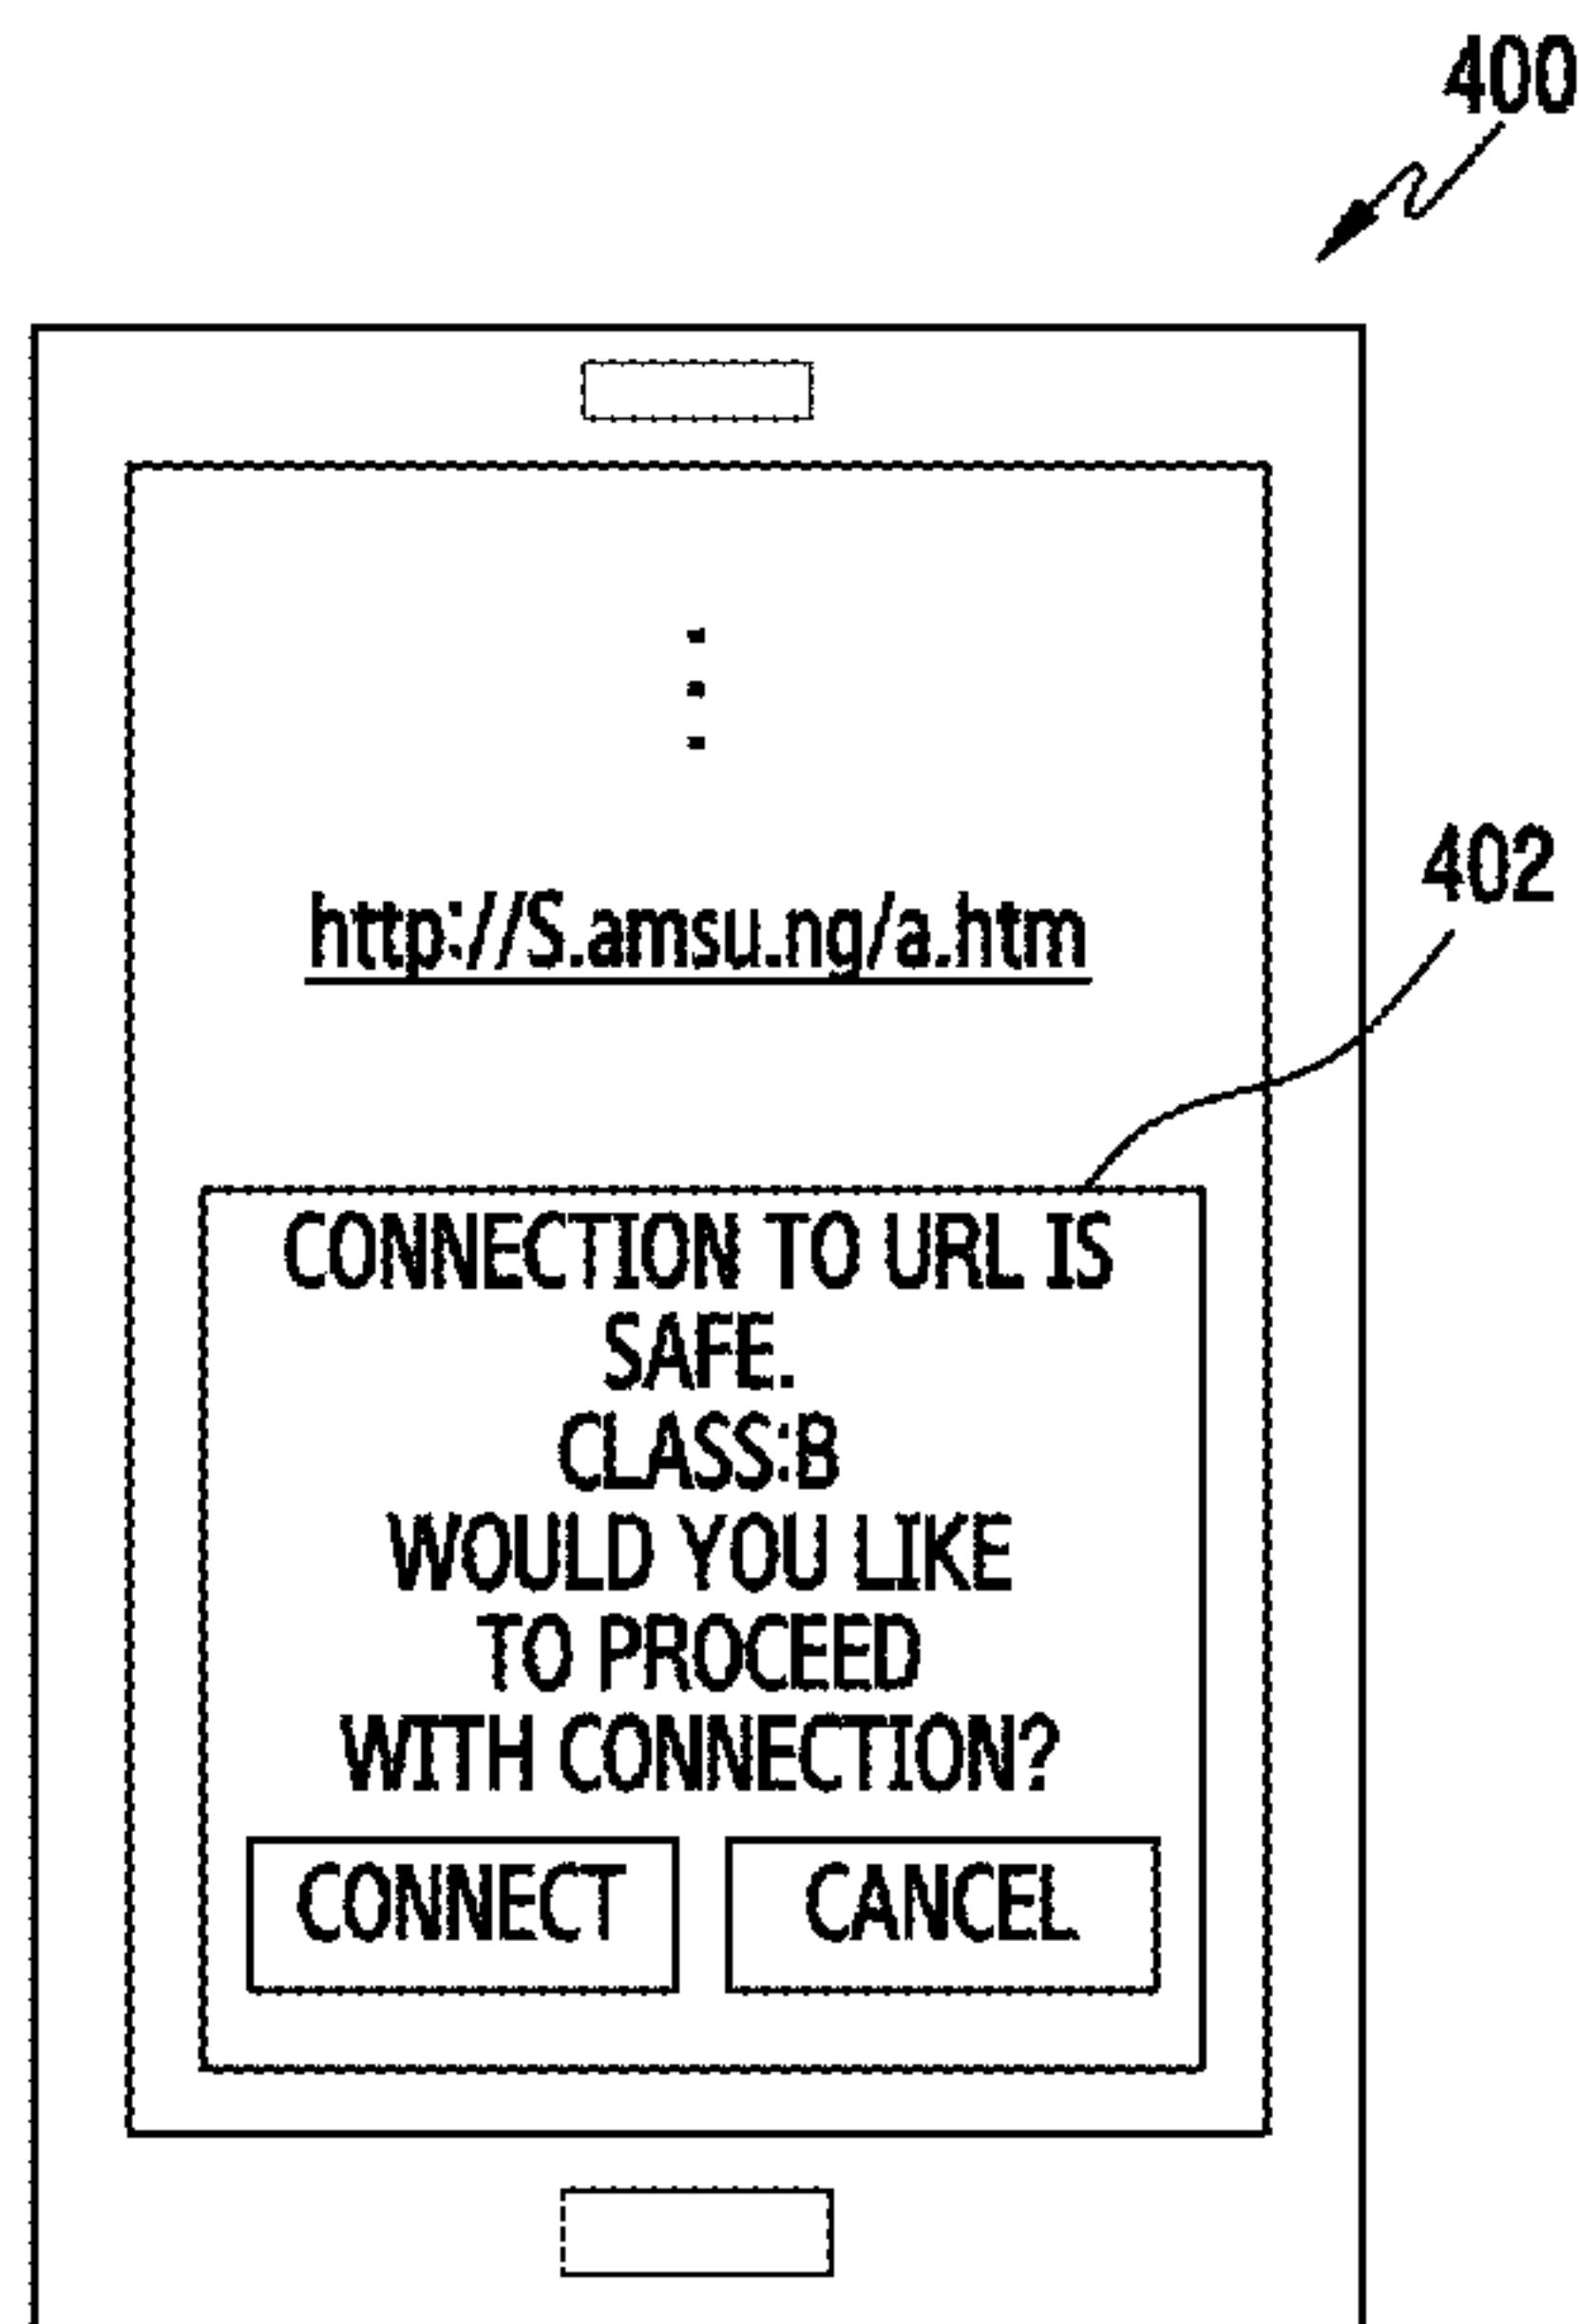 400
http://S.amsu.ng/a.htm
402
CONNECTION TO URL IS
SAFE.
CLASS:B
WOULD YOU LIKE
TO PROCEED
WITH CONNECTION?
CONNECT CANCEL